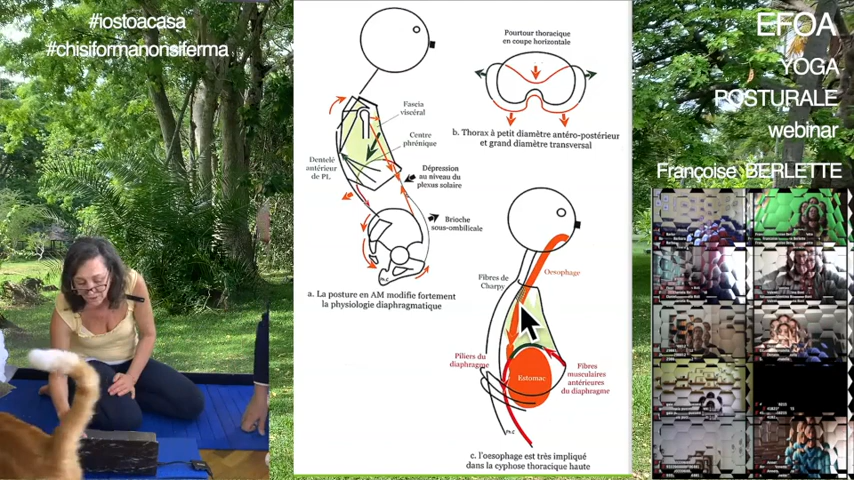 #iostoacasa
#chisiformanonsiferma
EFOA
YOGA
POSTURALE
webinar
Françoise BERLETTE
Pourtour thoracique
en coupe horizontale
b. Thorax à petit diamètre antéro-postérieur
et grand diamètre transversal
Fascia
viscéral
Centre
phrénique
Dentelé
antérieur
de PL
Dépression
au niveau du
plexus solaire
Brioche
sous-ombilicale
a. La posture en AM modifie fortement
la physiologie diaphragmatique
Fibres de
Charpy
Oesophage
Piliers du
diaphragme
Estomac
Fibres
masculaires
antérieures
du diaphragme
c. l'oesophage est très impliqué
dans la cyphose thoracique haute